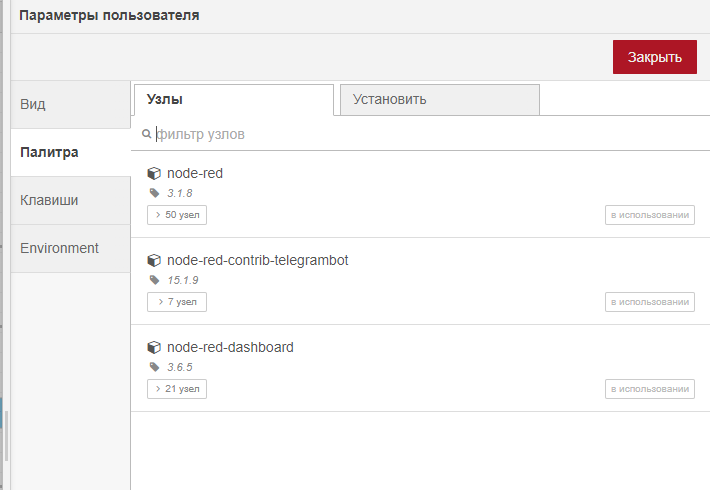 Параметры пользователя
Закрыть
Вид
Палитра
Клавиши
Environment
Узлы
Установить
фильтр узлов
node-red
3.1.8
50 узел
в использовании
node-red-contrib-telegrambot
15.1.9
7 узел
в использовании
node-red-dashboard
3.6.5
21 узел
в использовании